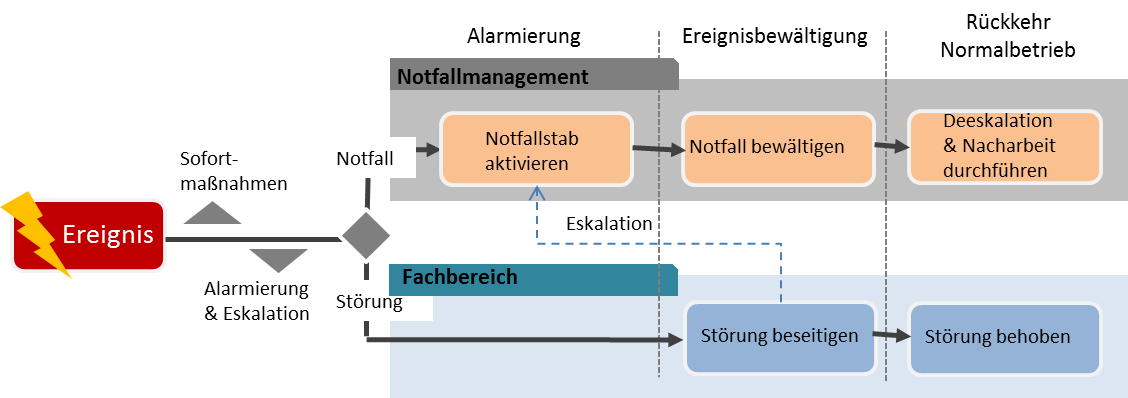 Alarmierung
Ereignisbewältigung
Rückkehr
Normalbetrieb
Notfallmanagement
Sofort-
maßnahmen
Notfall
Notfallstab
aktivieren
Notfall bewältigen
Deeskalation
& Nacharbeit
durchführen
Ereignis
Eskalation
Alarmierung
& Eskalation
Störung
Fachbereich
Störung beseitigen
Störung behoben